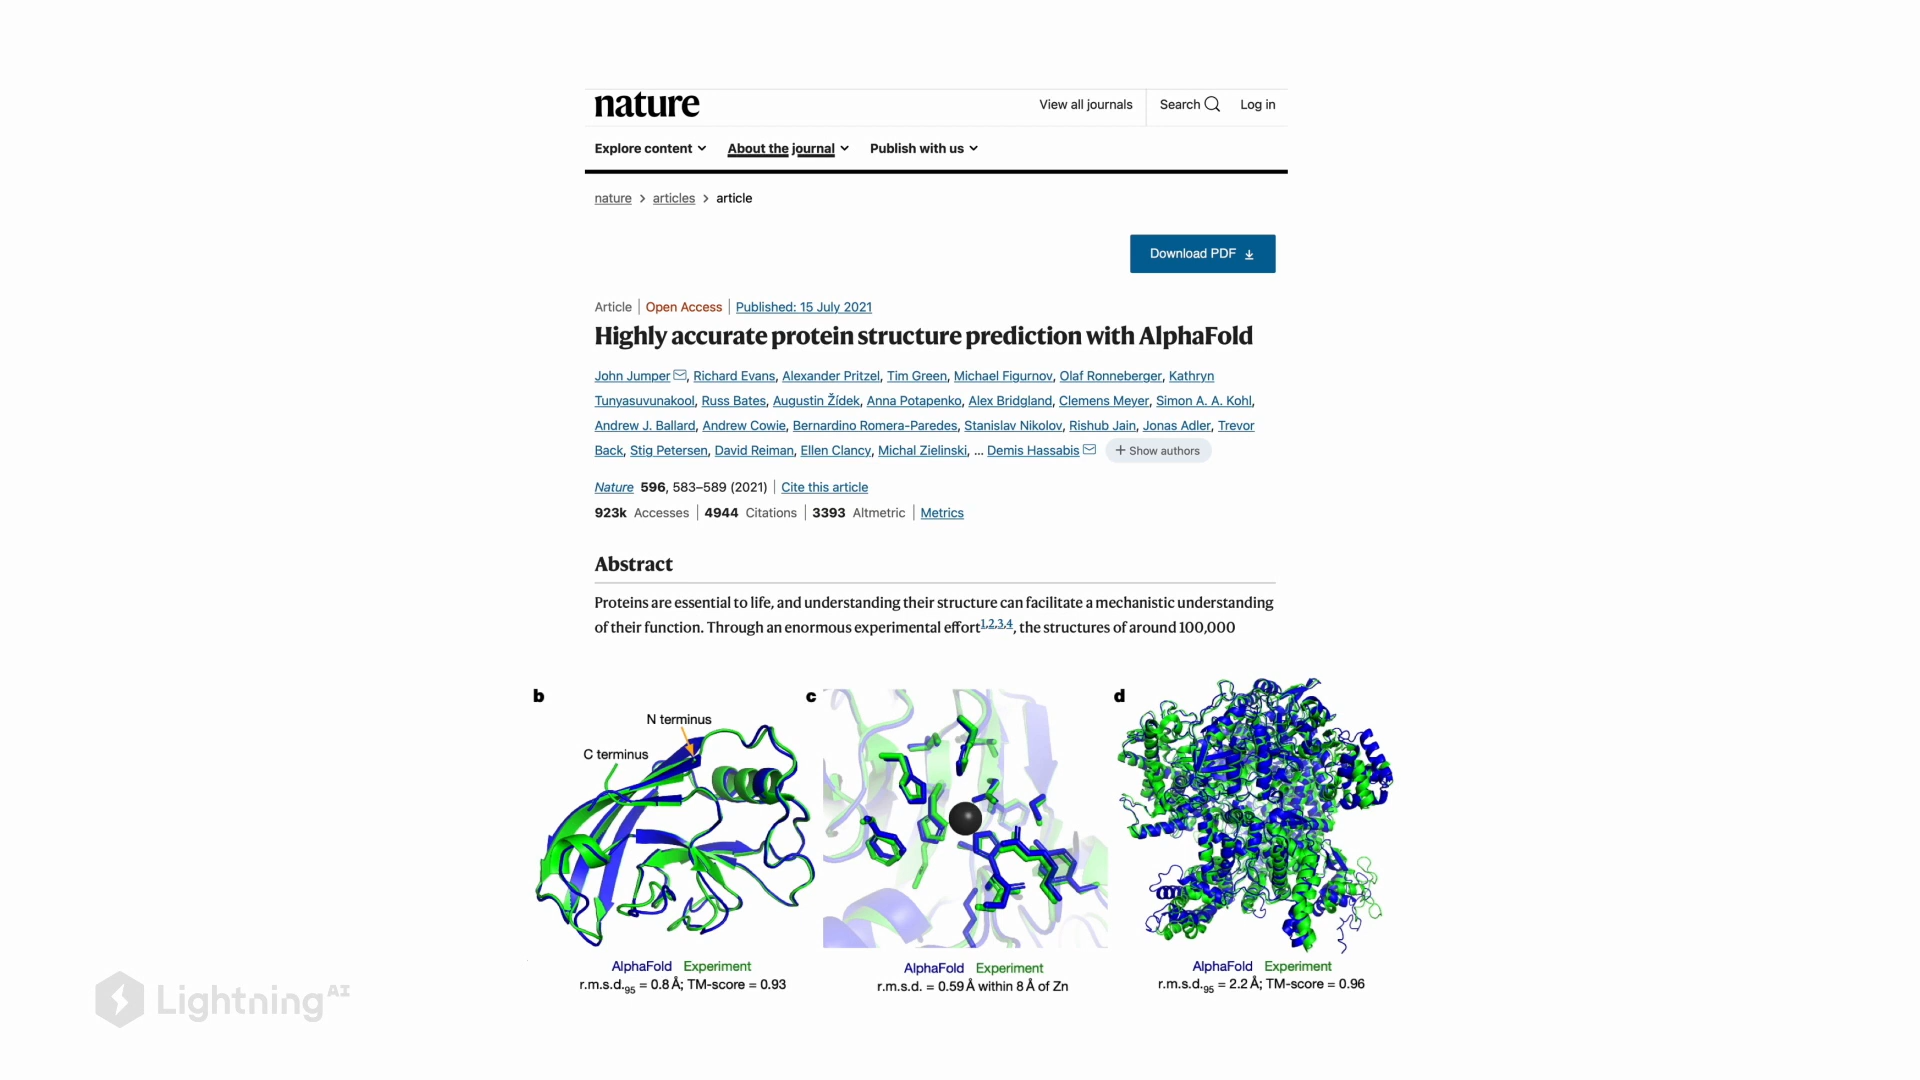 nature
View all journals Search Log in
Explore content About the journal Publish with us
nature > articles > article
Download PDF
Article | Open Access | Published: 15 July 2021
Highly accurate protein structure prediction with AlphaFold
John Jumper, Richard Evans, Alexander Pritzel, Tim Green, Michael Figurnov, Olaf Ronneberger, Kathryn
Tunyasuvunakool, Russ Bates, Augustin Žídek, Anna Potapenko, Alex Bridgland, Clemens Meyer, Simon A. A. Kohl,
Andrew J. Ballard, Andrew Cowie, Bernardino Romera-Paredes, Stanislav Nikolov, Rishub Jain, Jonas Adler, Trevor
Back, Stig Petersen, David Reiman, Ellen Clancy, Michal Zielinski, ... Demis Hassabis + Show authors
Nature 596, 583–589 (2021) | Cite this article
923k Accesses | 4944 Citations | 3393 Altmetric | Metrics
Abstract
Proteins are essential to life, and understanding their structure can facilitate a mechanistic understanding
of their function. Through an enormous experimental effort1,2,3,4, the structures of around 100,000
b
N terminus
C terminus
AlphaFold Experiment
r.m.s.d.95 = 0.8 Å; TM-score = 0.93
c
AlphaFold Experiment
r.m.s.d. = 0.59 Å within 8 Å of Zn
d
AlphaFold Experiment
r.m.s.d.95 = 2.2 Å; TM-score = 0.96
Lightning AI